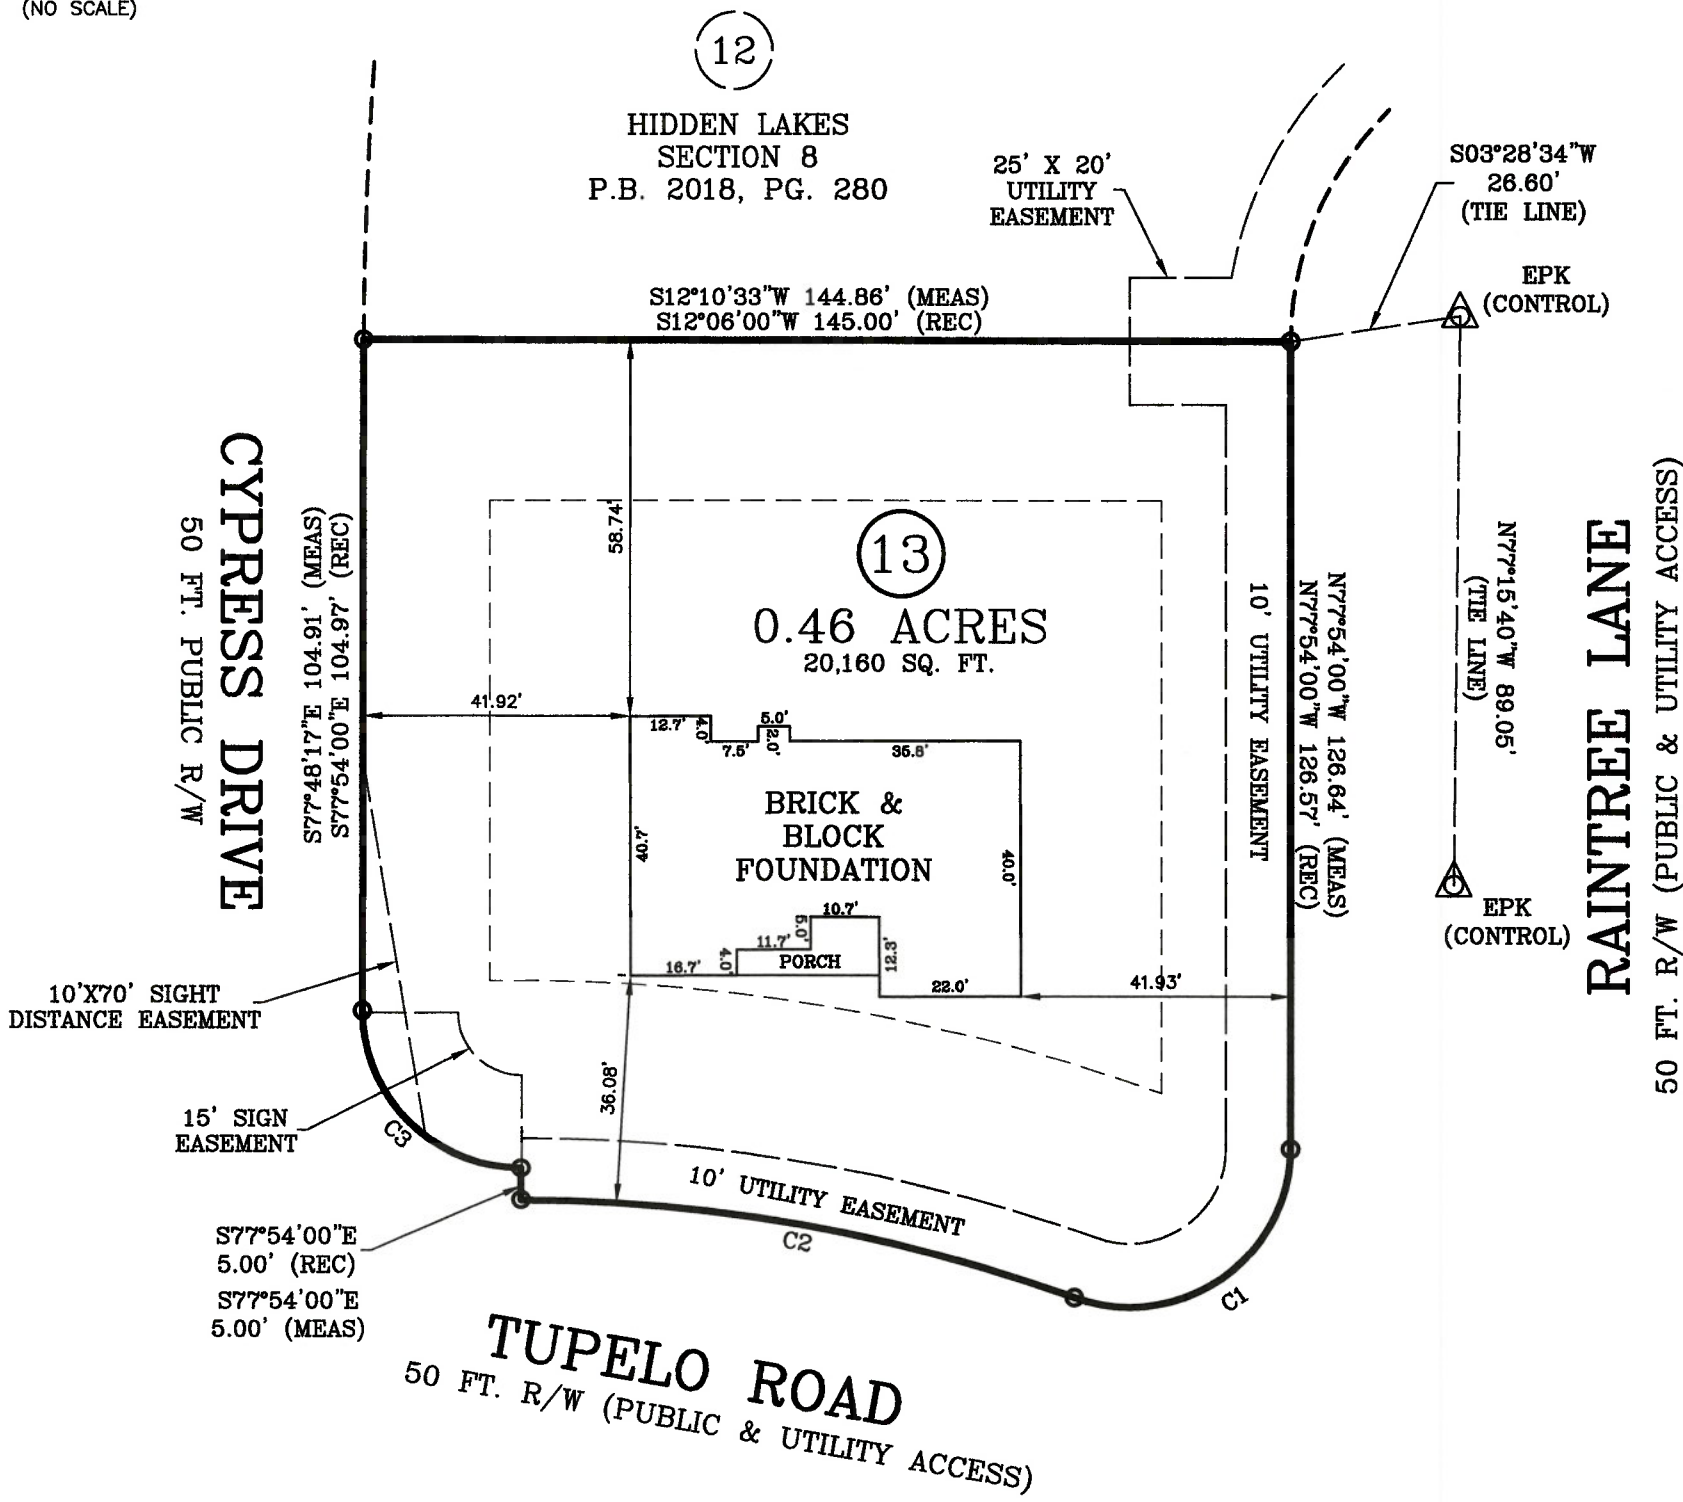 (NO SCALE)
12
HIDDEN LAKES
SECTION 8
P.B. 2018, PG. 280
25' X 20'
UTILITY
EASEMENT
S03°28'34"W
26.60'
(TIE LINE)
EPK
(CONTROL)
S12°10'33"W 144.86' (MEAS)
S12°06'00"W 145.00' (REC)
CYPRESS DRIVE
50 FT. PUBLIC R/W
S77°48'17"E 104.91' (MEAS)
S77°54'00"E 104.97' (REC)
58.74'
13
0.46 ACRES
20,160 SQ. FT.
10' UTILITY EASEMENT
N77°54'00"W 126.64' (MEAS)
N77°54'00"W 126.57' (REC)
N77°15'40"W 89.05'
(TIE LINE)
RAINTREE LANE
50 FT. R/W (PUBLIC & UTILITY ACCESS)
41.92'
12.7'
4.0'
7.5'
5.0'
2.0'
35.8'
BRICK &
BLOCK
FOUNDATION
40.7'
40.0'
10.7'
5.0'
11.7'
4.0'
PORCH
12.3'
16.7'
22.0'
41.93'
EPK
(CONTROL)
10'X70' SIGHT
DISTANCE EASEMENT
15' SIGN
EASEMENT
C3
36.08'
10' UTILITY EASEMENT
C2
C1
S77°54'00"E
5.00' (REC)
S77°54'00"E
5.00' (MEAS)
TUPELO ROAD
50 FT. R/W (PUBLIC & UTILITY ACCESS)